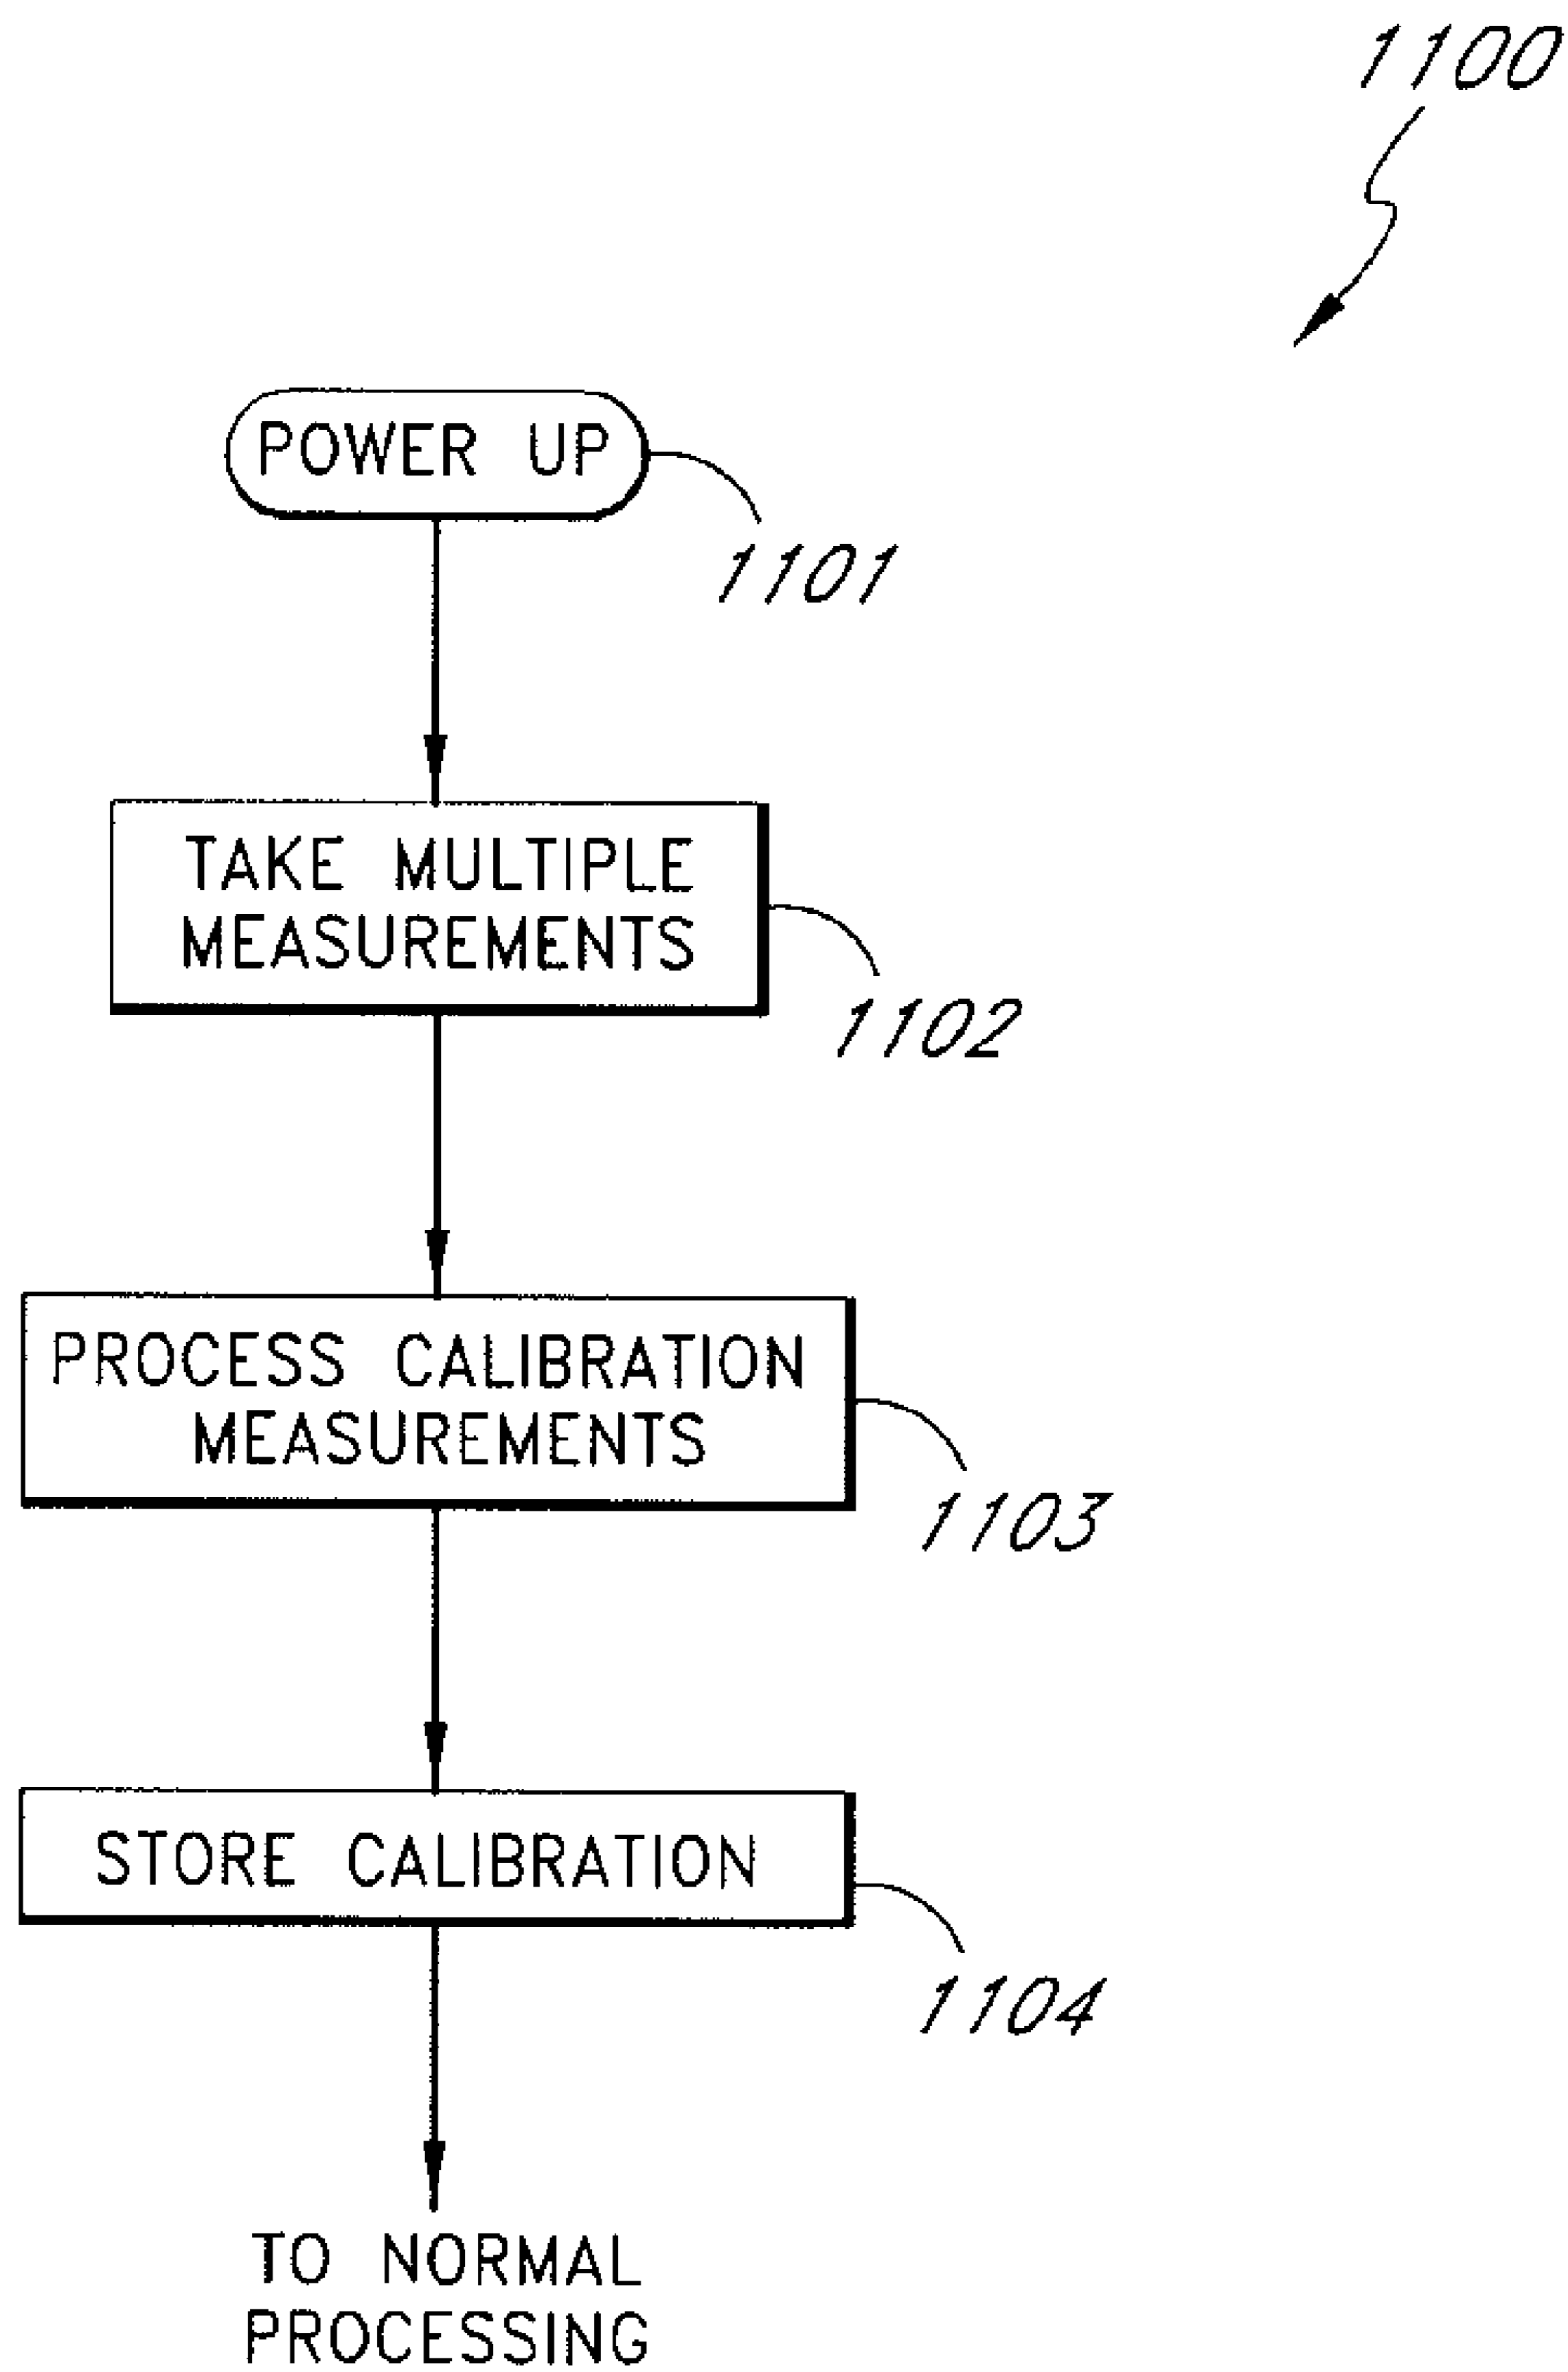 1100
POWER UP
1101
TAKE MULTIPLE
MEASUREMENTS
1102
PROCESS CALIBRATION
MEASUREMENTS
1103
STORE CALIBRATION
1104
TO NORMAL
PROCESSING